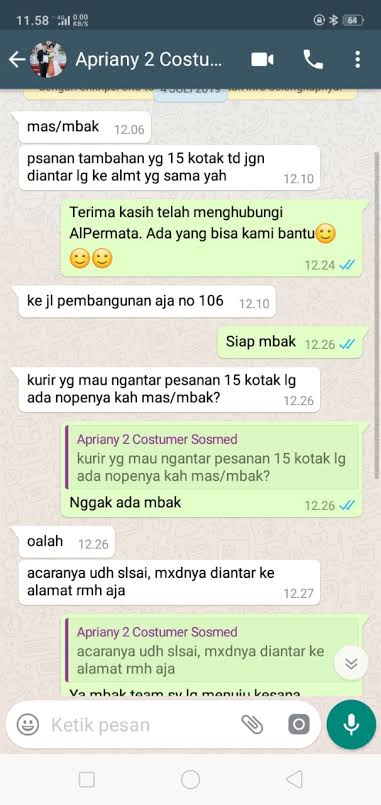 11.58 4G 0.00
KB/S 64
Apriany 2 Costu...
4 JULI 2019
mas/mbak 12.06
psanan tambahan yg 15 kotak td jgn
diantar lg ke almt yg sama yah 12.10
Terima kasih telah menghubungi
AlPermata. Ada yang bisa kami bantu🙂
🙂🙂 12.24
ke jl pembangunan aja no 106 12.10
Siap mbak 12.26
kurir yg mau ngantar pesanan 15 kotak lg
ada nopenya kah mas/mbak? 12.26
Apriany 2 Costumer Sosmed
kurir yg mau ngantar pesanan 15 kotak lg
ada nopenya kah mas/mbak?
Nggak ada mbak 12.26
oalah 12.26
acaranya udh slsai, mxdnya diantar ke
alamat rmh aja 12.27
Apriany 2 Costumer Sosmed
acaranya udh slsai, mxdnya diantar ke
alamat rmh aja
Ya mbak team sy lg menuju kesana
Ketik pesan